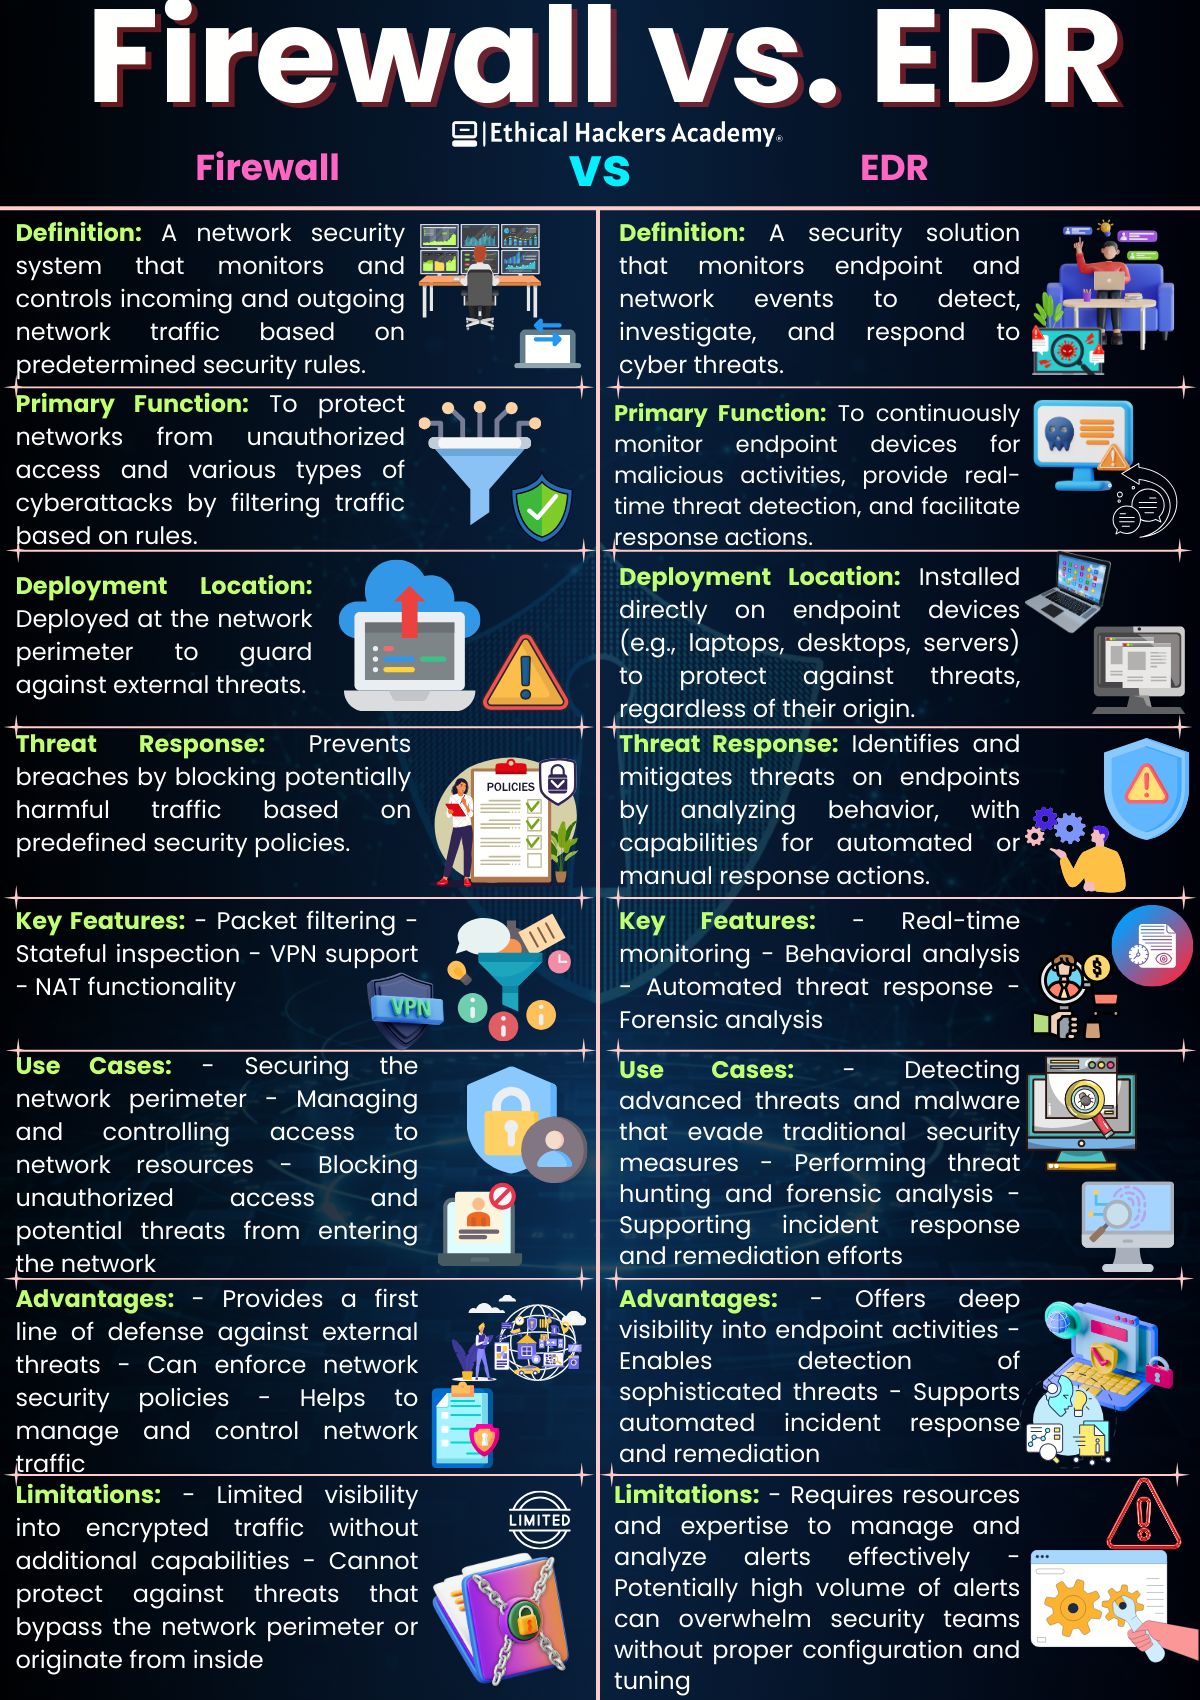 Firewall vs. EDR
Ethical Hackers Academy
Firewall
VS
EDR
Definition: A network security
system that monitors and
controls incoming and outgoing
network traffic based on
predetermined security rules.
Definition: A security solution
that monitors endpoint and
network events to detect,
investigate, and respond to
cyber threats.
Primary Function: To protect
networks from unauthorized
access and various types of
cyberattacks by filtering traffic
based on rules.
Primary Function: To continuously
monitor endpoint devices for
malicious activities, provide real-
time threat detection, and facilitate
response actions.
Deployment Location:
Deployed at the network
perimeter to guard
against external threats.
Deployment Location: Installed
directly on endpoint devices
(e.g., laptops, desktops, servers)
to protect against threats,
regardless of their origin.
Threat Response: Prevents
breaches by blocking potentially
harmful traffic based on
predefined security policies.
POLICIES
Threat Response: Identifies and
mitigates threats on endpoints
by analyzing behavior, with
capabilities for automated or
manual response actions.
Key Features: - Packet filtering -
Stateful inspection - VPN support
- NAT functionality
VPN
Key Features: - Real-time
monitoring - Behavioral analysis
- Automated threat response -
Forensic analysis
Use Cases: - Securing the
network perimeter - Managing
and controlling access to
network resources - Blocking
unauthorized access and
potential threats from entering
the network
Use Cases: - Detecting
advanced threats and malware
that evade traditional security
measures - Performing threat
hunting and forensic analysis -
Supporting incident response
and remediation efforts
Advantages: - Provides a first
line of defense against external
threats - Can enforce network
security policies - Helps to
manage and control network
traffic
Advantages: - Offers deep
visibility into endpoint activities -
Enables detection of
sophisticated threats - Supports
automated incident response
and remediation
Limitations: - Limited visibility
into encrypted traffic without
additional capabilities - Cannot
protect against threats that
bypass the network perimeter or
originate from inside
LIMITED
Limitations: - Requires resources
and expertise to manage and
analyze alerts effectively -
Potentially high volume of alerts
can overwhelm security teams
without proper configuration and
tuning